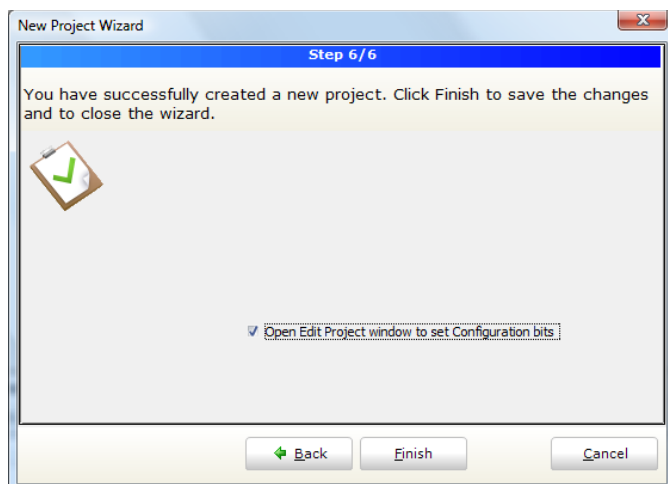 New Project Wizard
Step 6/6
You have successfully created a new project. Click Finish to save the changes
and to close the wizard.
Open Edit Project window to set Configuration bits
Back
Finish
Cancel